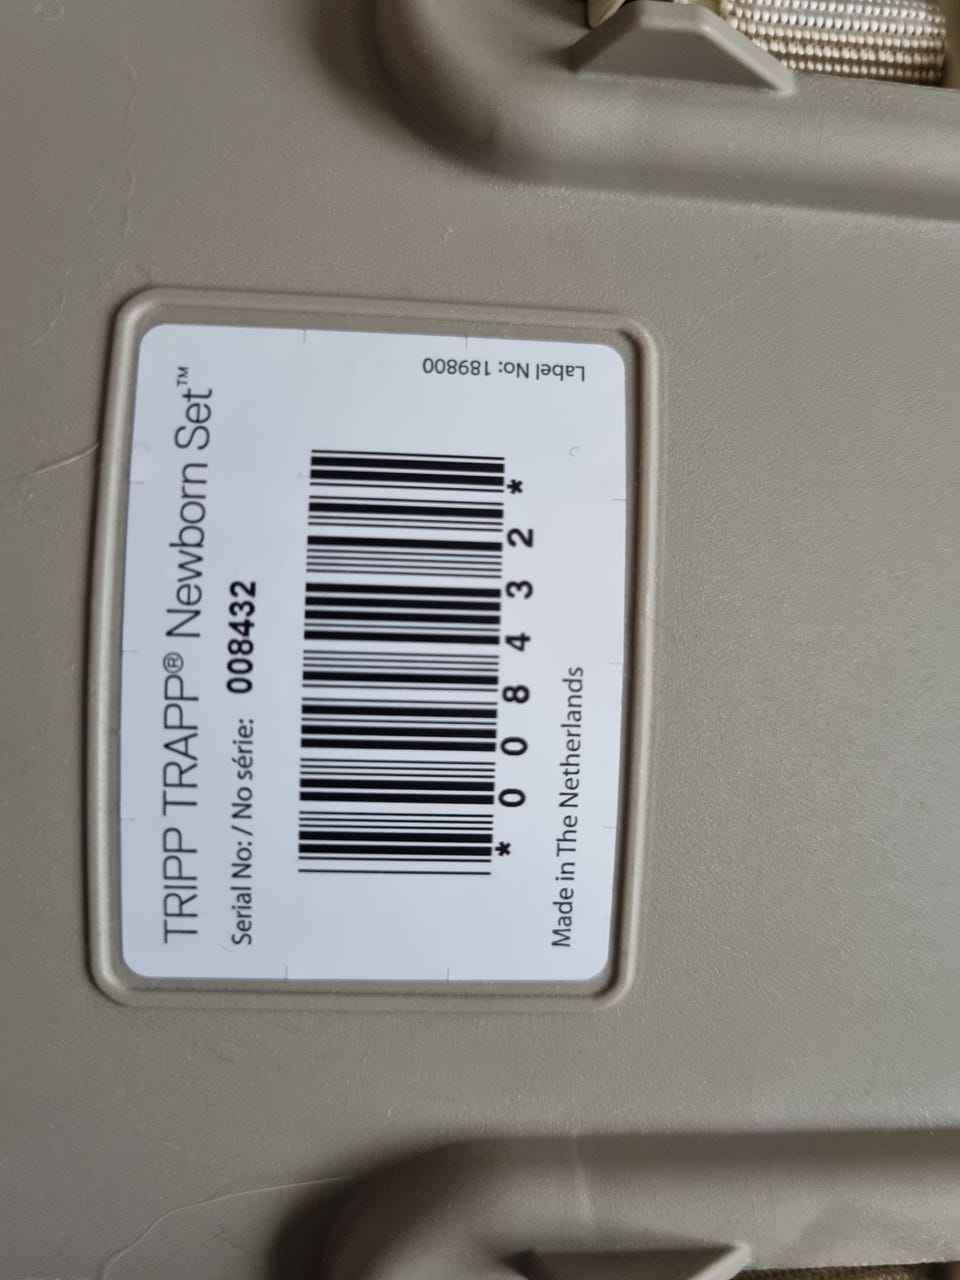 TRIPP TRAPP® Newborn Set™
Serial No: / No série: 008432
*008432*
Made in The Netherlands
Label No: 189800